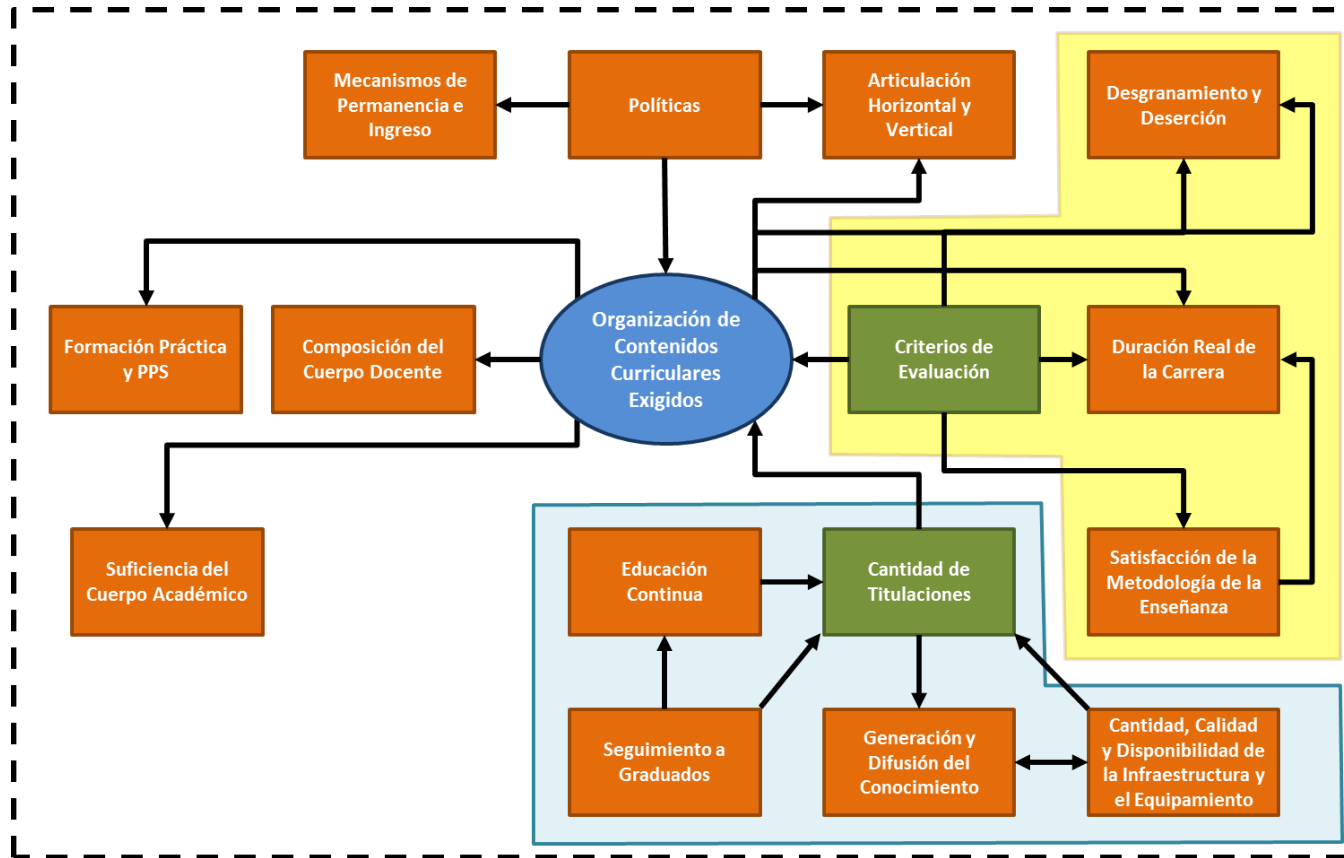 Mecanismos de
Permanencia e
Ingreso
Políticas
Articulación
Horizontal y
Vertical
Desgranamiento y
Deserción
Formación Práctica
y PPS
Composición del
Cuerpo Docente
Organización de
Contenidos
Curriculares
Exigidos
Criterios de
Evaluación
Duración Real de
la Carrera
Suficiencia del
Cuerpo Académico
Educación
Continua
Cantidad de
Titulaciones
Satisfacción de la
Metodología de la
Enseñanza
Seguimiento a
Graduados
Generación y
Difusión del
Conocimiento
Cantidad, Calidad
y Disponibilidad de
la Infraestructura y
el Equipamiento